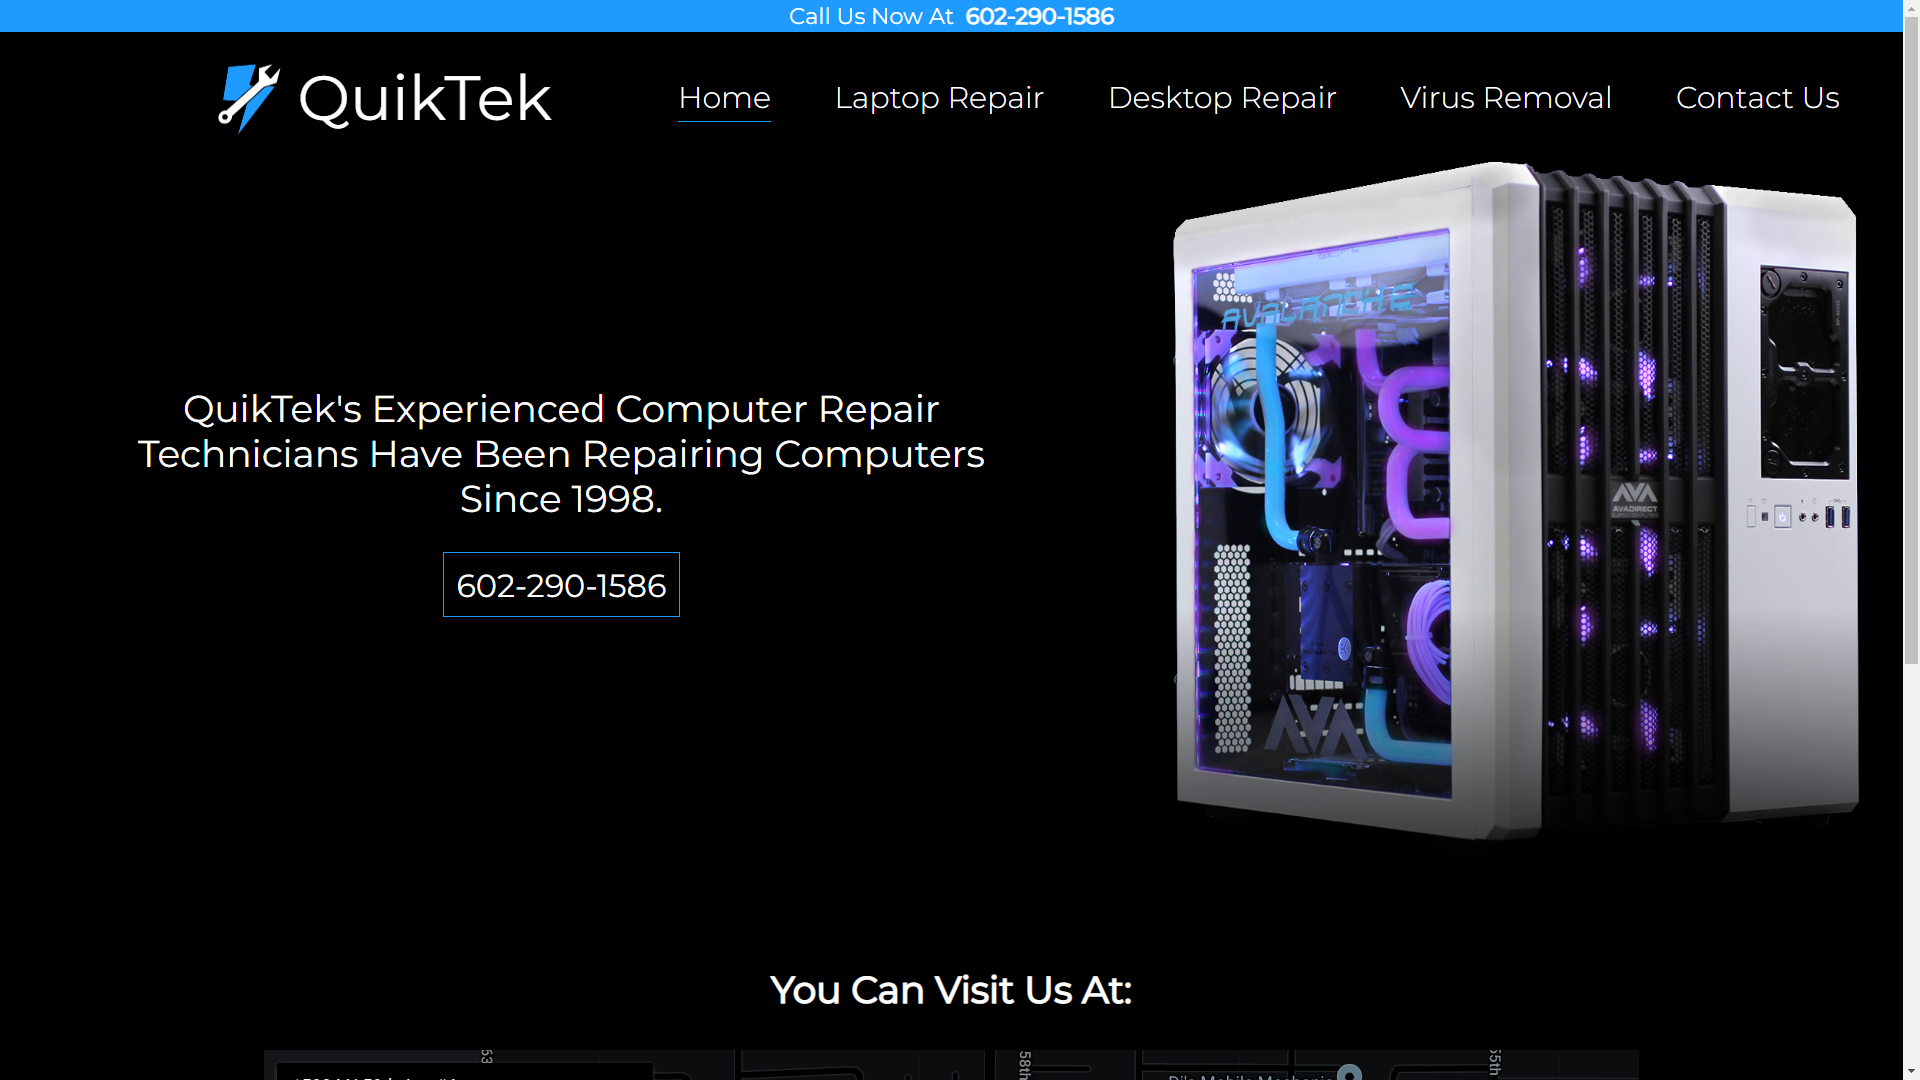 Call Us Now At 602-290-1586
QuikTek
Home
Laptop Repair
Desktop Repair
Virus Removal
Contact Us
AVALANCHE
QuikTek's Experienced Computer Repair
Technicians Have Been Repairing Computers
Since 1998.
602-290-1586
AVA
AVADIRECT
AVA
You Can Visit Us At:
53
58th
55th